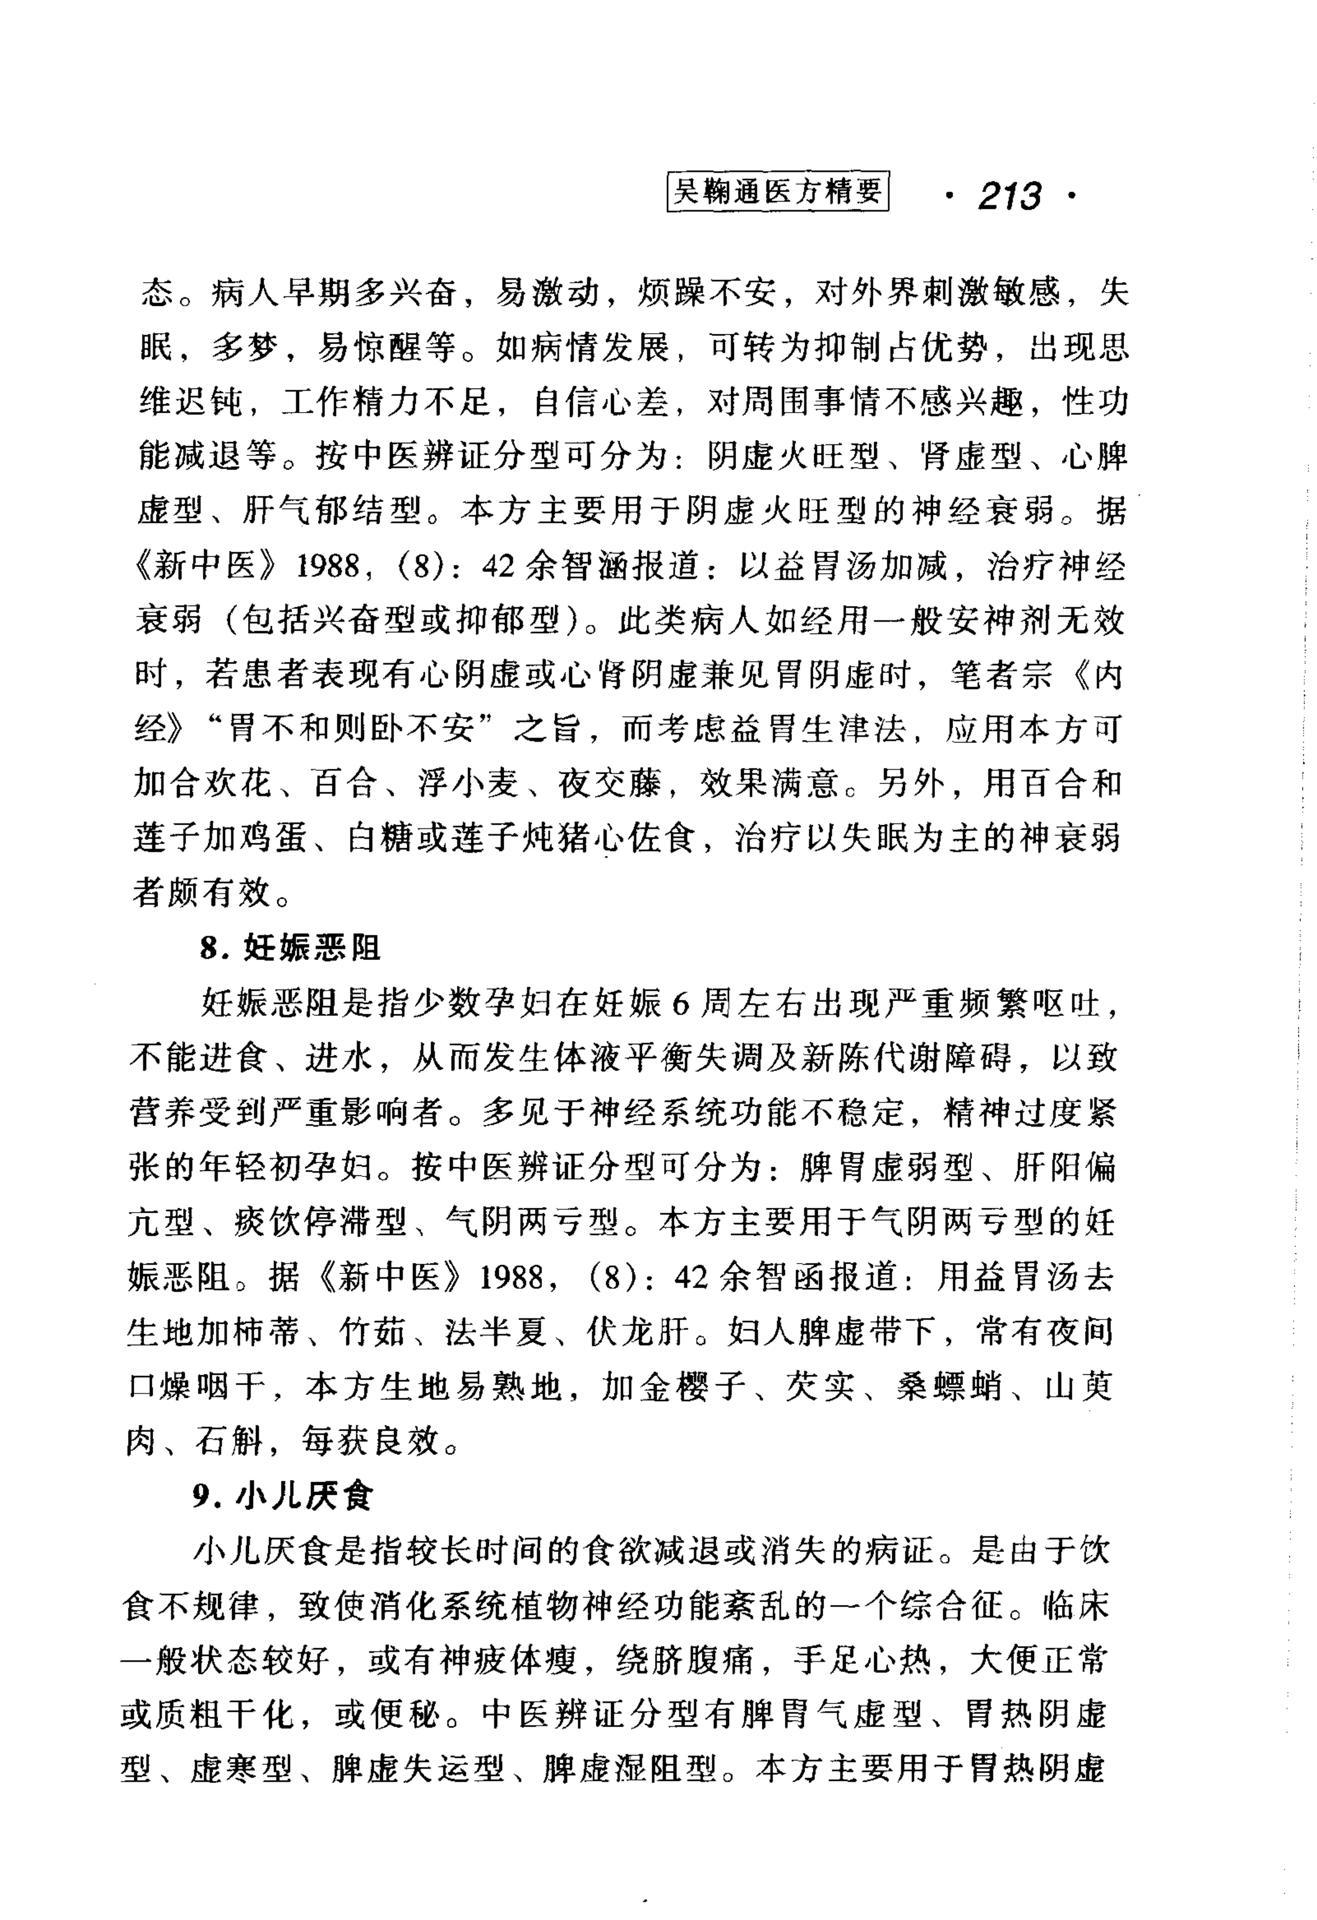 吴鞠通医方精要 · 213 ·
态。病人早期多兴奋，易激动，烦躁不安，对外界刺激敏感，失
眠，多梦，易惊醒等。如病情发展，可转为抑制占优势，出现思
维迟钝，工作精力不足，自信心差，对周围事情不感兴趣，性功
能减退等。按中医辨证分型可分为：阴虚火旺型、肾虚型、心脾
虚型、肝气郁结型。本方主要用于阴虚火旺型的神经衰弱。据
《新中医》1988，（8）：42 余智涵报道：以益胃汤加减，治疗神经
衰弱（包括兴奋型或抑郁型）。此类病人如经用一般安神剂无效
时，若患者表现有心阴虚或心肾阴虚兼见胃阴虚时，笔者宗《内
经》“胃不和则卧不安”之旨，而考虑益胃生津法，应用本方可
加合欢花、百合、浮小麦、夜交藤，效果满意。另外，用百合和
莲子加鸡蛋、白糖或莲子炖猪心佐食，治疗以失眠为主的神衰弱
者颇有效。
8. 妊娠恶阻
妊娠恶阻是指少数孕妇在妊娠 6 周左右出现严重频繁呕吐，
不能进食、进水，从而发生体液平衡失调及新陈代谢障碍，以致
营养受到严重影响者。多见于神经系统功能不稳定，精神过度紧
张的年轻初孕妇。按中医辨证分型可分为：脾胃虚弱型、肝阳偏
亢型、痰饮停滞型、气阴两亏型。本方主要用于气阴两亏型的妊
娠恶阻。据《新中医》1988，（8）：42 余智函报道：用益胃汤去
生地加柿蒂、竹茹、法半夏、伏龙肝。妇人脾虚带下，常有夜间
口燥咽干，本方生地易熟地，加金樱子、芡实、桑螵蛸、山萸
肉、石斛，每获良效。
9. 小儿厌食
小儿厌食是指较长时间的食欲减退或消失的病证。是由于饮
食不规律，致使消化系统植物神经功能紊乱的一个综合征。临床
一般状态较好，或有神疲体瘦，绕脐腹痛，手足心热，大便正常
或质粗干化，或便秘。中医辨证分型有脾胃气虚型、胃热阴虚
型、虚寒型、脾虚失运型、脾虚湿阻型。本方主要用于胃热阴虚